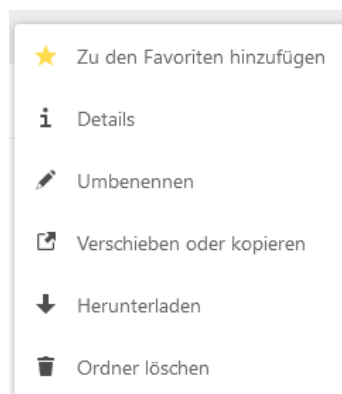 Zu den Favoriten hinzufügen
Details
Umbenennen
Verschieben oder kopieren
Herunterladen
Ordner löschen